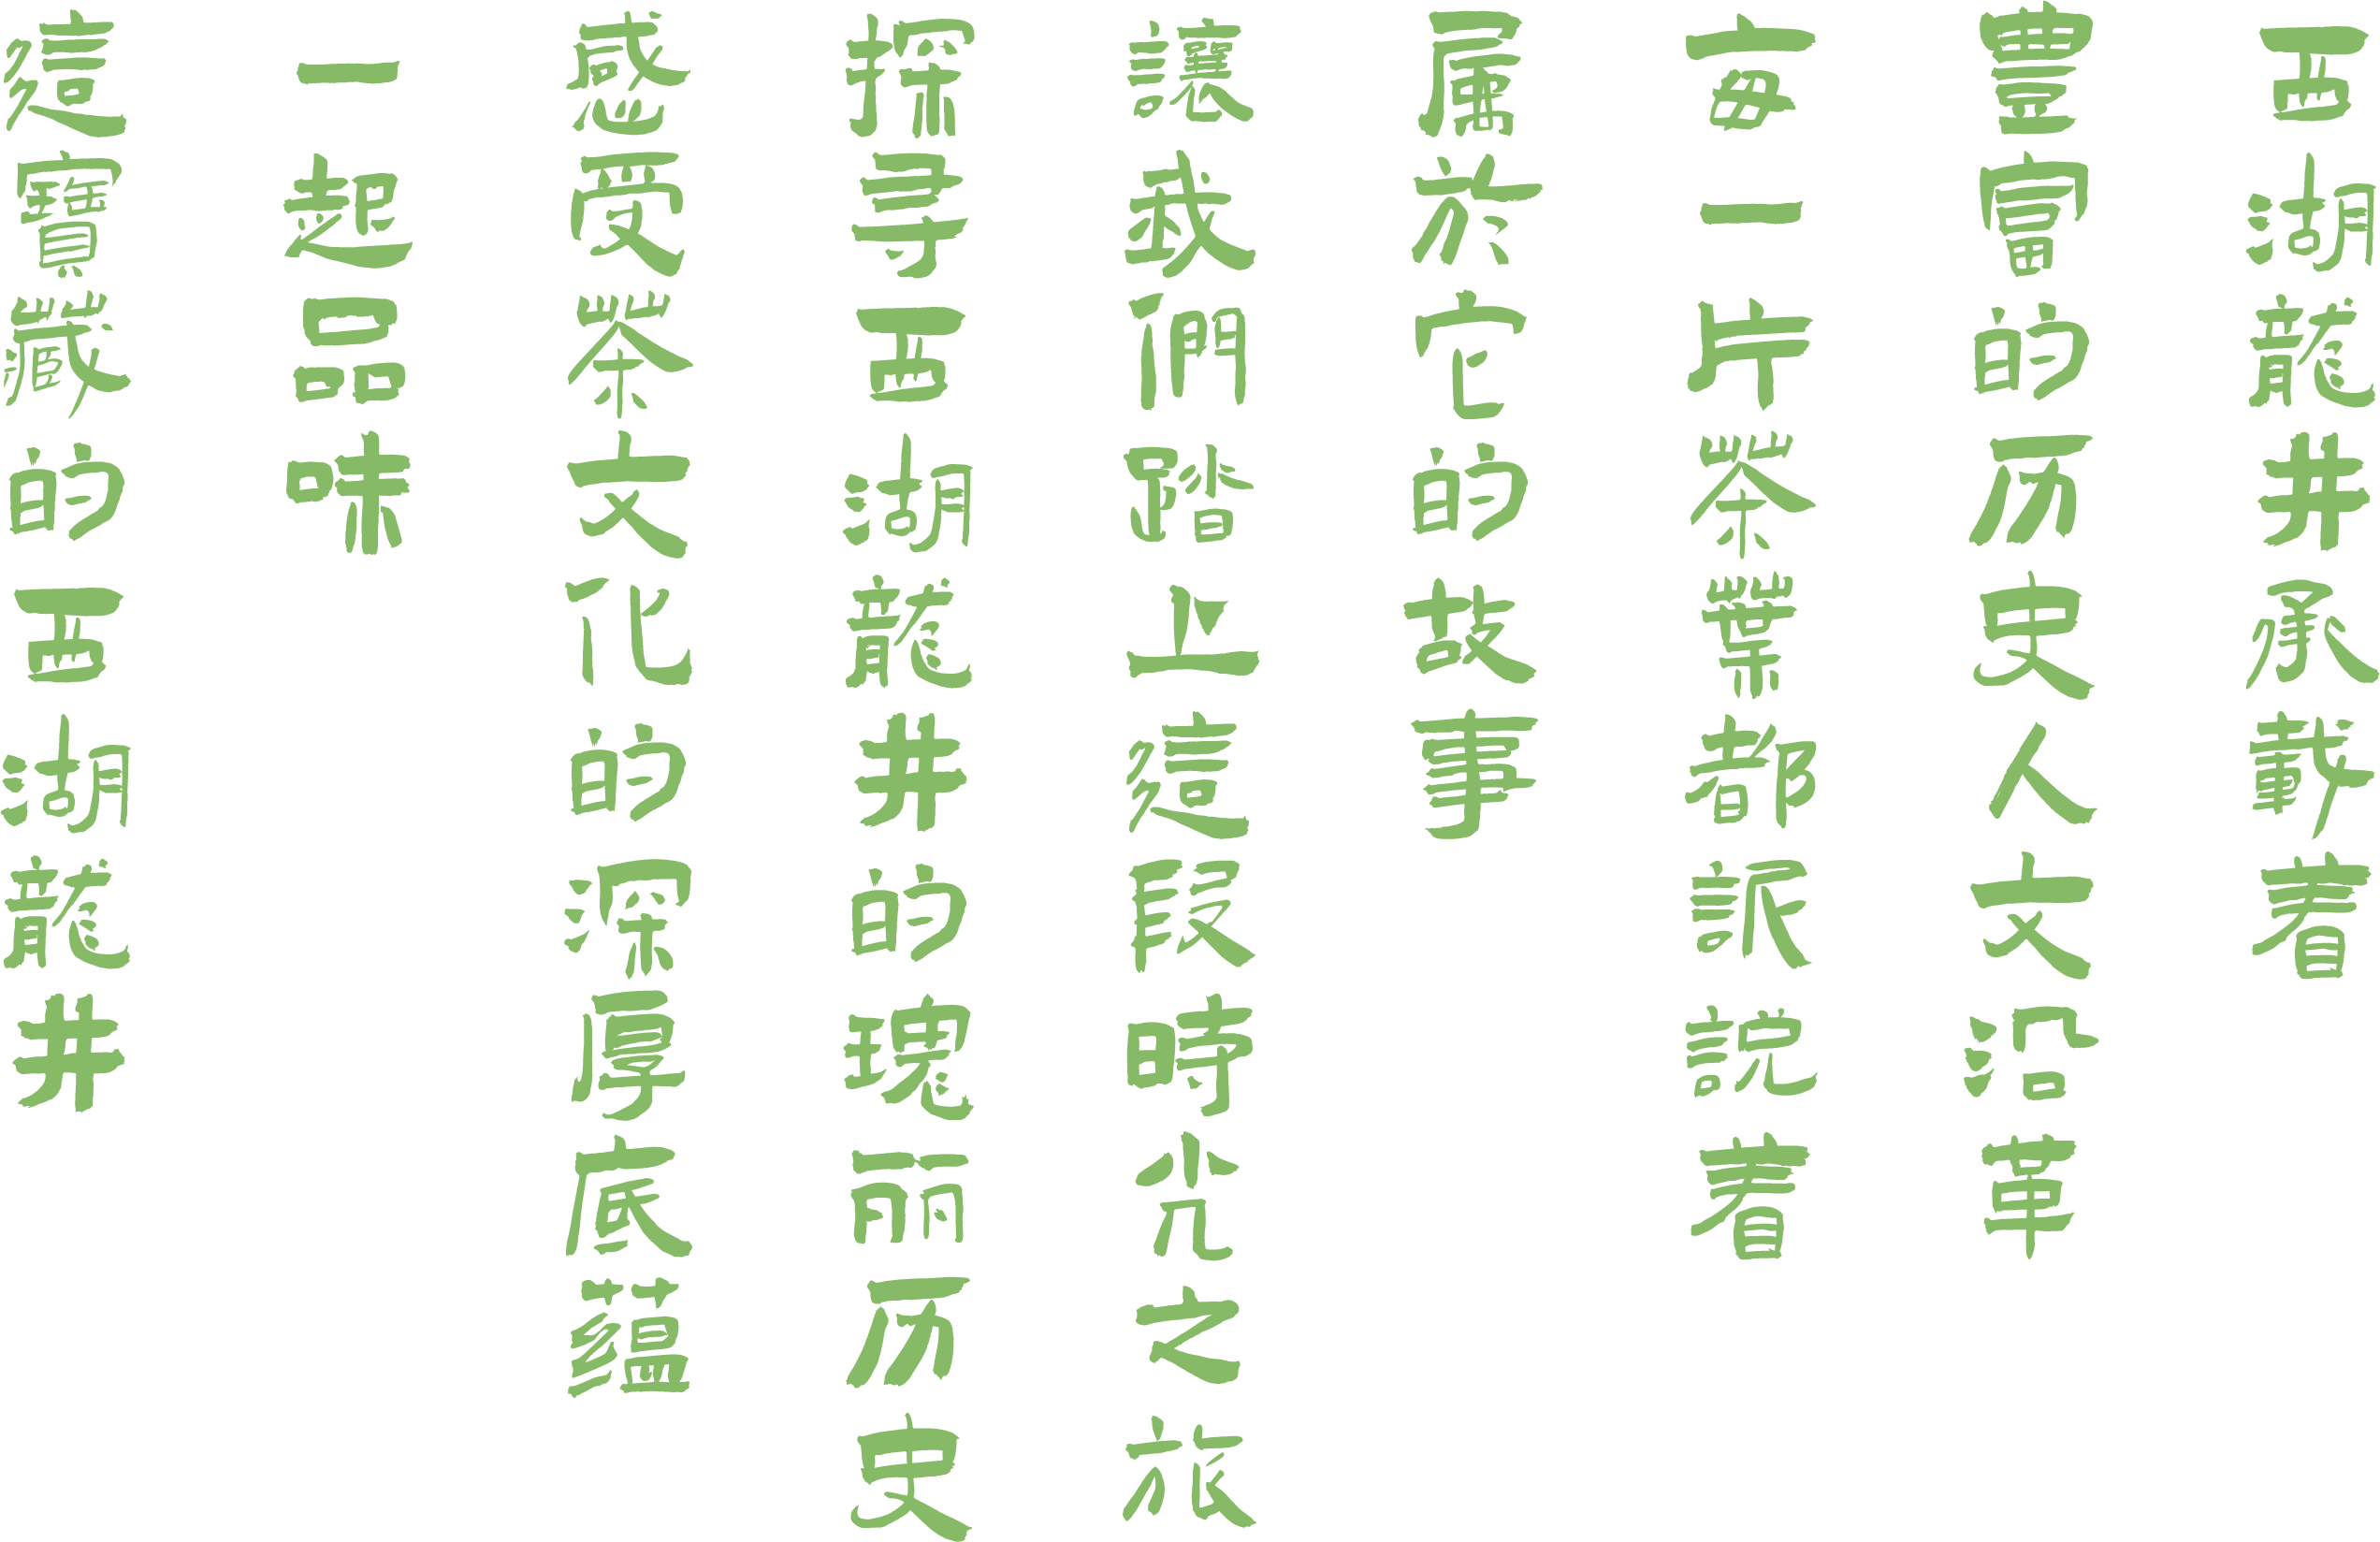 西湖龍井承載着
豊富的历史人文沿革
每一片茶葉都訴説着
属於它的故事
讓我們踏上這段時光之旅
探寻西湖龍井的瑰丽历史
感受茶文化的深厚底蘊
一起品味
這寶藏的西湖龍井